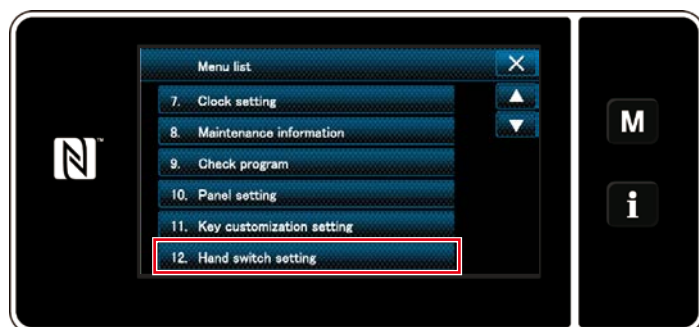 Menu list
7. Clock setting
8. Maintenance information
9. Check program
10. Panel setting
11. Key customization setting
12. Hand switch setting
M
i
N